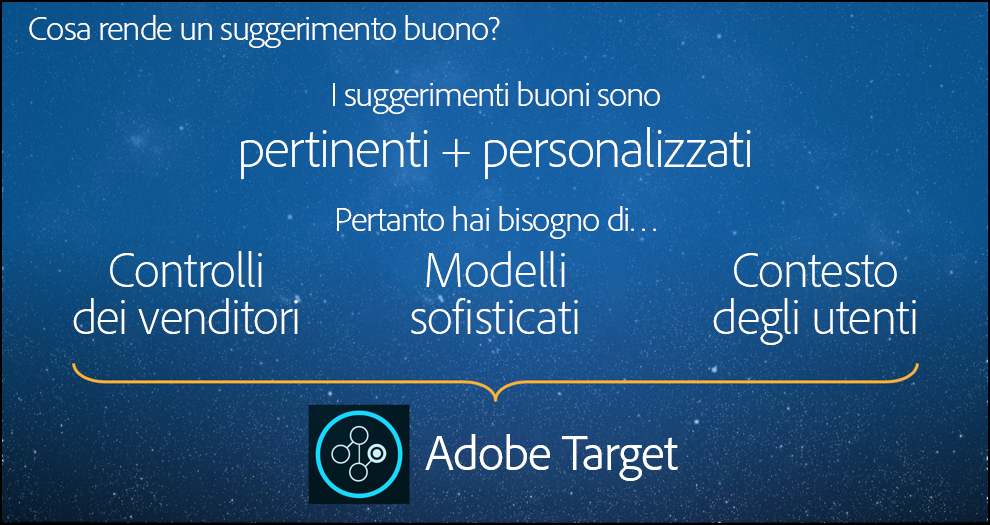 Cosa rende un suggerimento buono?
I suggerimenti buoni sono
pertinenti + personalizzati
Pertanto hai bisogno di...
Controlli
dei venditori
Modelli
sofisticati
Contesto
degli utenti
Adobe Target